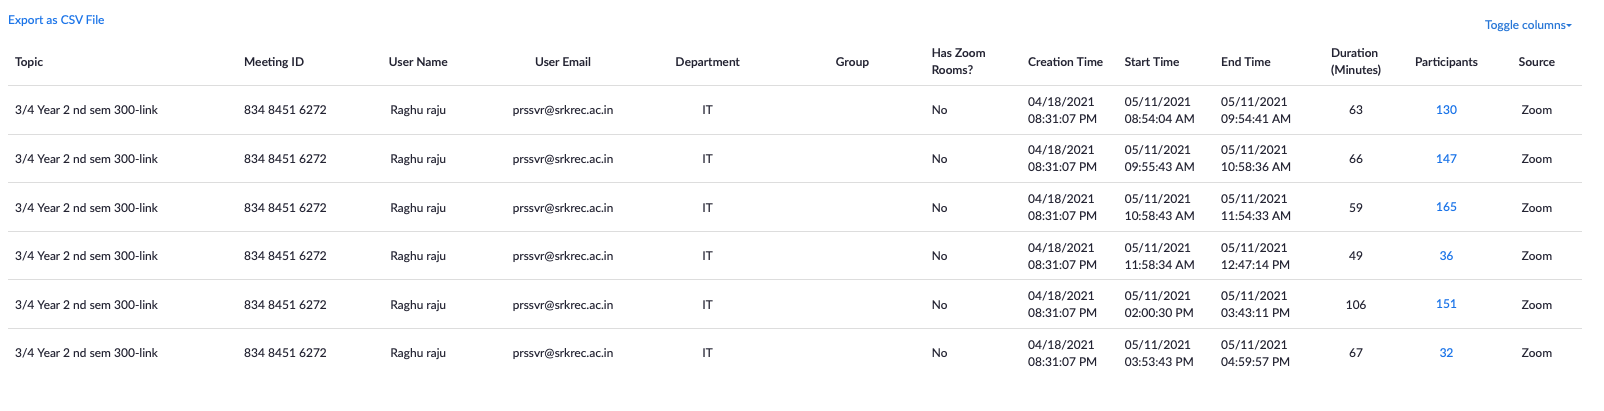 Export as CSV File
Toggle columns
Topic Meeting ID User Name User Email Department Group Has Zoom Rooms? Creation Time Start Time End Time Duration (Minutes) Participants Source
3/4 Year 2 nd sem 300-link 834 8451 6272 Raghu raju prssvr@srkrec.ac.in IT No 04/18/2021 08:31:07 PM 05/11/2021 08:54:04 AM 05/11/2021 09:54:41 AM 63 130 Zoom
3/4 Year 2 nd sem 300-link 834 8451 6272 Raghu raju prssvr@srkrec.ac.in IT No 04/18/2021 08:31:07 PM 05/11/2021 09:55:43 AM 05/11/2021 10:58:36 AM 66 147 Zoom
3/4 Year 2 nd sem 300-link 834 8451 6272 Raghu raju prssvr@srkrec.ac.in IT No 04/18/2021 08:31:07 PM 05/11/2021 10:58:43 AM 05/11/2021 11:54:33 AM 59 165 Zoom
3/4 Year 2 nd sem 300-link 834 8451 6272 Raghu raju prssvr@srkrec.ac.in IT No 04/18/2021 08:31:07 PM 05/11/2021 11:58:34 AM 05/11/2021 12:47:14 PM 49 36 Zoom
3/4 Year 2 nd sem 300-link 834 8451 6272 Raghu raju prssvr@srkrec.ac.in IT No 04/18/2021 08:31:07 PM 05/11/2021 02:00:30 PM 05/11/2021 03:43:11 PM 106 151 Zoom
3/4 Year 2 nd sem 300-link 834 8451 6272 Raghu raju prssvr@srkrec.ac.in IT No 04/18/2021 08:31:07 PM 05/11/2021 03:53:43 PM 05/11/2021 04:59:57 PM 67 32 Zoom